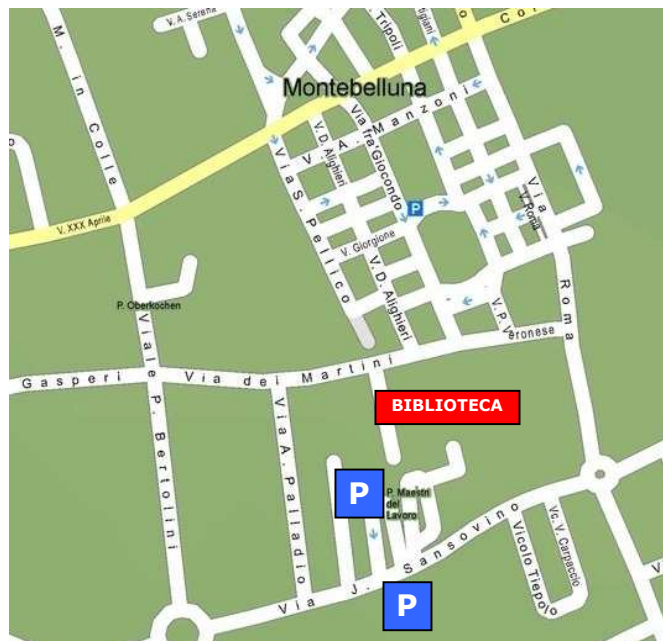 V. A. Serena
M. in Colle
Tripoli
Artigiani
Montebelluna
V. A. Manzoni
Via fra' Giocondo
V. D. Alighieri
Via S. Pellico
V. XXX Aprile
P
V. Giorgione
V. D. Alighieri
Via Roma
V. Roma
P. Oberkochen
V. P. Veronese
Gasperi
Via dei Martini
Viale P. Bertolini
BIBLIOTECA
Via A. Palladio
P
P. Maestri
del
Lavoro
Via J. Sansovino
Vicolo Tiepolo
Vc. V. Carpaccio
P